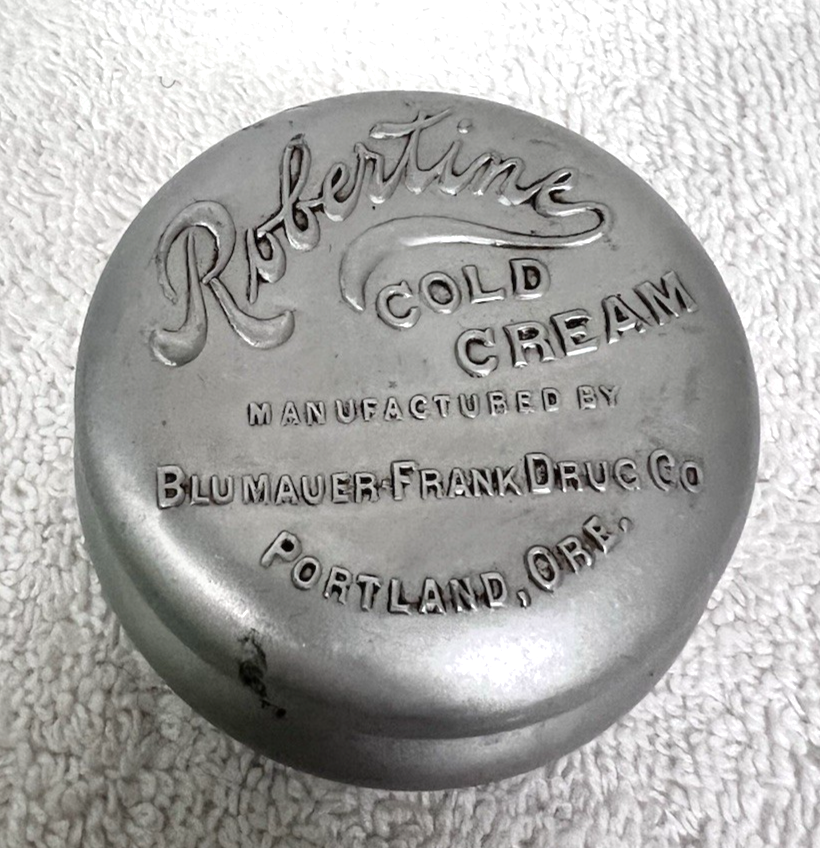 Robertine
COLD
CREAM
MANUFACTURED BY
BLUMAUER-FRANK DRUG CO
PORTLAND, ORE,